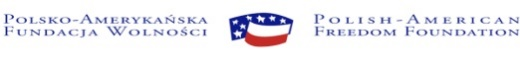 POLSKO-AMERYKAŃSKA
FUNDACJA WOLNOŚCI
POLISH-AMERICAN
FREEDOM FOUNDATION